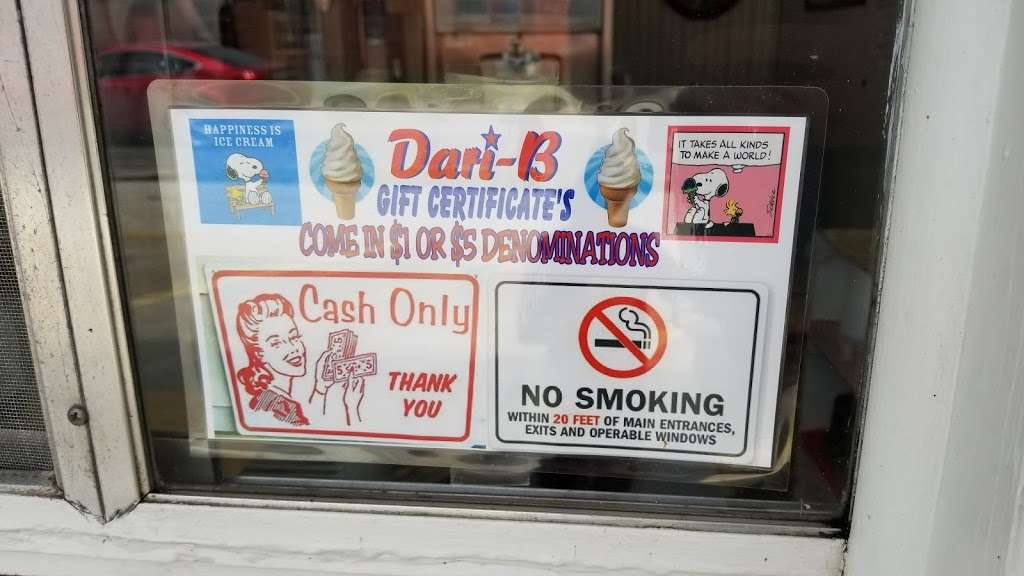 HAPPINESS IS
ICE CREAM
Dari-B
GIFT CERTIFICATE'S
COME IN $1 OR $5 DENOMINATIONS
IT TAKES ALL KINDS
TO MAKE A WORLD!
Cash Only
THANK
YOU
NO SMOKING
WITHIN 20 FEET OF MAIN ENTRANCES,
EXITS AND OPERABLE WINDOWS